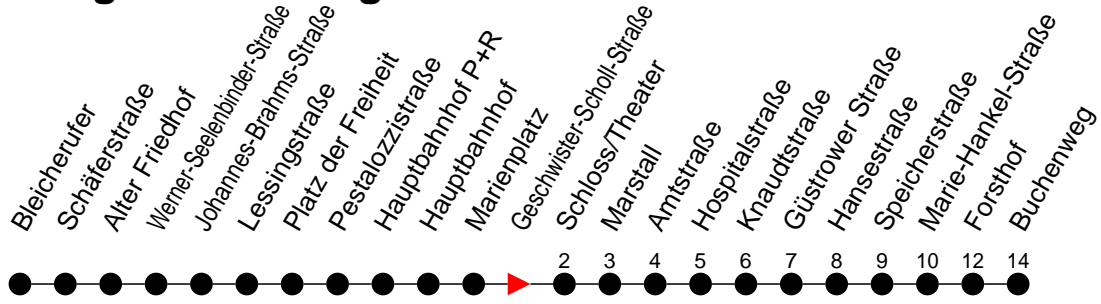 Bleicherufer
Schäferstraße
Alter Friedhof
Werner-Seelenbinder-Straße
Johannes-Brahms-Straße
Lessingstraße
Platz der Freiheit
Pestalozzistraße
Hauptbahnhof P+R
Hauptbahnhof
Marienplatz
Geschwister-Scholl-Straße
Schloss/Theater
Marstall
Amtstraße
Hospitalstraße
Knaudtstraße
Güstrower Straße
Hansestraße
Speicherstraße
Marie-Hankel-Straße
Forsthof
Buchenweg
2 3 4 5 6 7 8 9 10 12 14